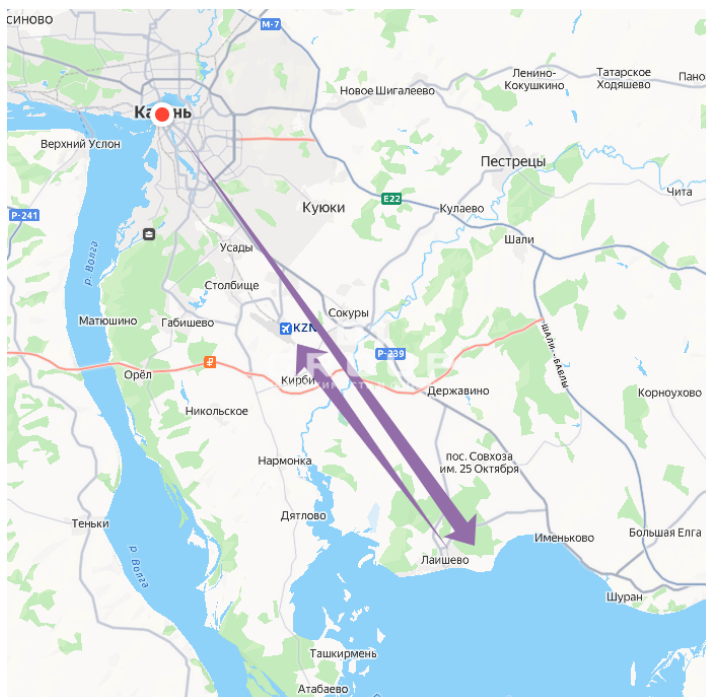 СИНОВО
М-7
Ленино-
Кокушкино
Татарское
Ходяшево
Пано
Новое Шигалеево
Казань
Верхний Услон
Пестрецы
Чита
Е22
Р-241
Куюки
Кулаево
Шали
Усады
р. Волга
Столбище
Матюшино
Габишево
Сокуры
KZN
ШАЛИ---БАВЛЫ
Р-239
Орёл
₽
Кирби
Державино
Корноухово
Никольское
пос. Совхоза
им. 25 Октября
Нармонка
Дятлово
Теньки
Именьково
Большая Елга
р. Волга
Лаишево
Шуран
Ташкирмень
Атабаево